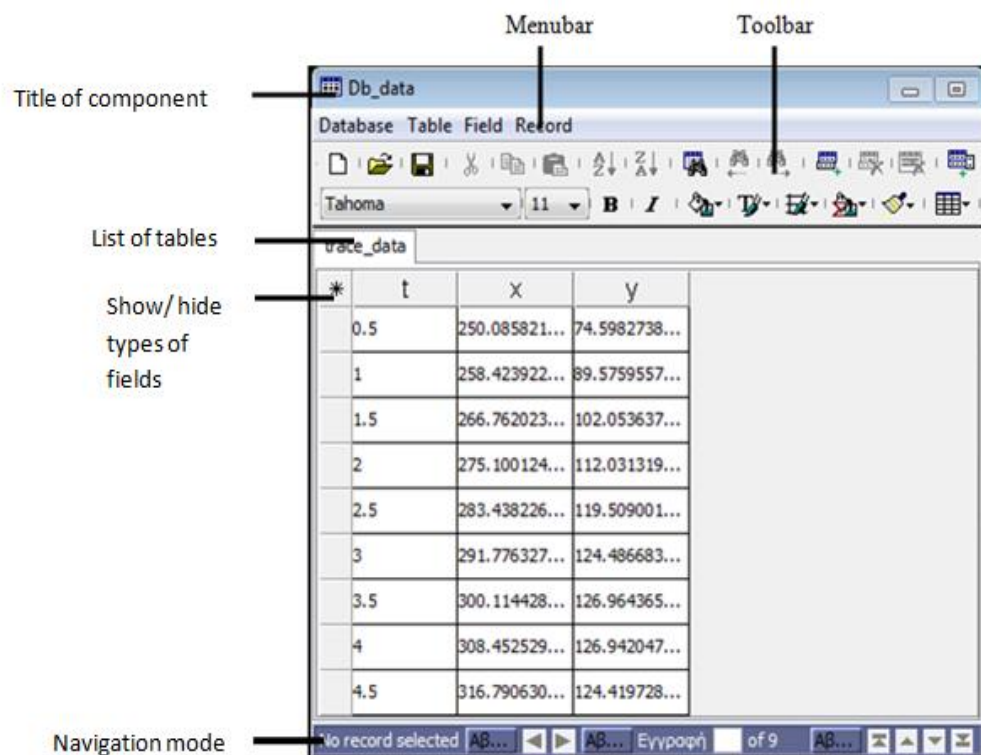 Menubar Toolbar
Title of component
Db_data
Database Table Field Record
Tahoma 11 B I
List of tables
trace_data
Show/ hide
types of
fields
* t x y
0.5 250.085821... 74.5982738...
1 258.423922... 89.5759557...
1.5 266.762023... 102.053637...
2 275.100124... 112.031319...
2.5 283.438226... 119.509001...
3 291.776327... 124.486683...
3.5 300.114428... 126.964365...
4 308.452529... 126.942047...
4.5 316.790630... 124.419728...
Navigation mode
No record selected Αβ... Αβ... Εγγραφή of 9 Αβ...